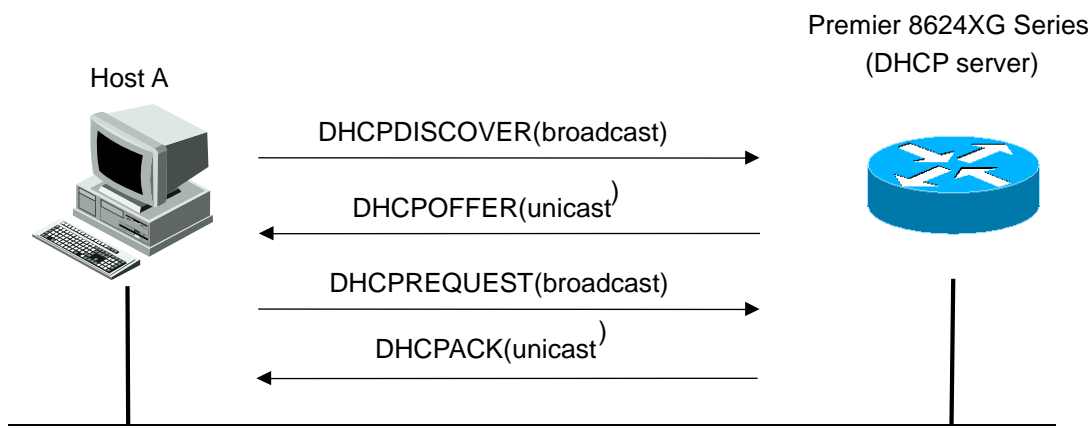 Premier 8624XG Series
(DHCP server)
Host A
DHCPDISCOVER(broadcast)
DHCPOFFER(unicast)
DHCPREQUEST(broadcast)
DHCPACK(unicast)